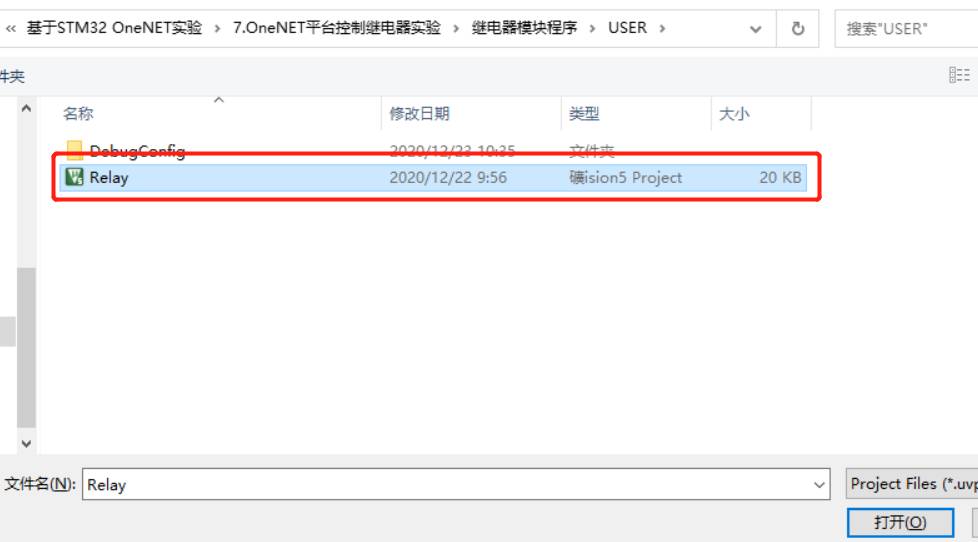 « 基于STM32 OneNET实验 › 7.OneNET平台控制继电器实验 › 继电器模块程序 › USER ›
搜索"USER"
件夹
名称 修改日期 类型 大小
DebugConfig 2020/12/23 10:35 文件夹
Relay 2020/12/22 9:56 礦ision5 Project 20 KB
文件名(N): Relay Project Files (*.uvp
打开(O)